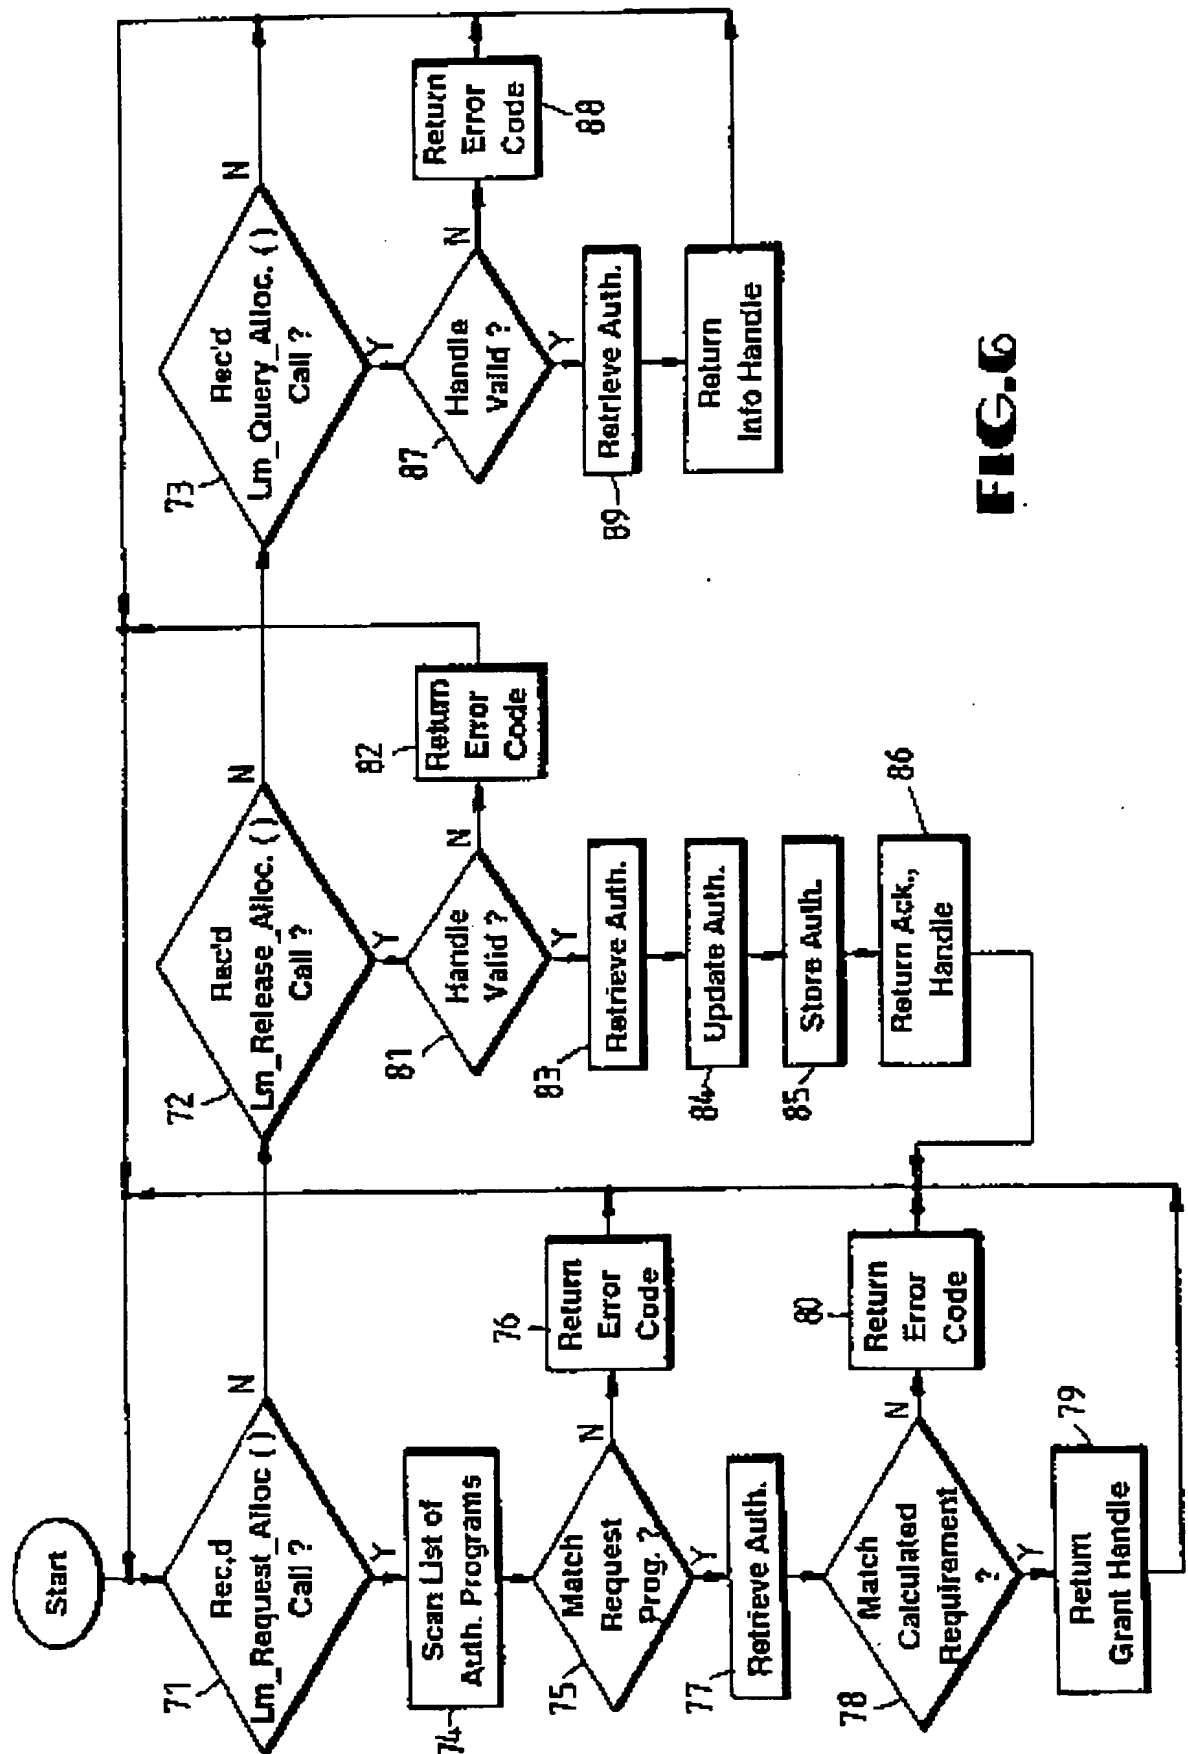 Start
71
Rec,d
Lm_Request_Alloc ()
Call ?
N
Y
74
Scan List of
Auth. Programs
75
Match
Request
Prog. ?
N
Y
76
Return
Error
Code
77
Retrieve Auth.
78
Match
Calculated
Requirement
?
N
Y
80
Return
Error
Code
79
Return
Grant Handle
72
Rec'd
Lm_Release_Alloc. ()
Call ?
N
Y
81
Handle
Valid ?
N
Y
82
Return
Error
Code
83
Retrieve Auth.
84
Update Auth.
85
Store Auth.
86
Return Ack.,
Handle
73
Rec'd
Lm_Query_Alloc. ()
Call ?
N
Y
87
Handle
Valid ?
N
Y
88
Return
Error
Code
89
Retrieve Auth.
Return
Info Handle
FIG.6